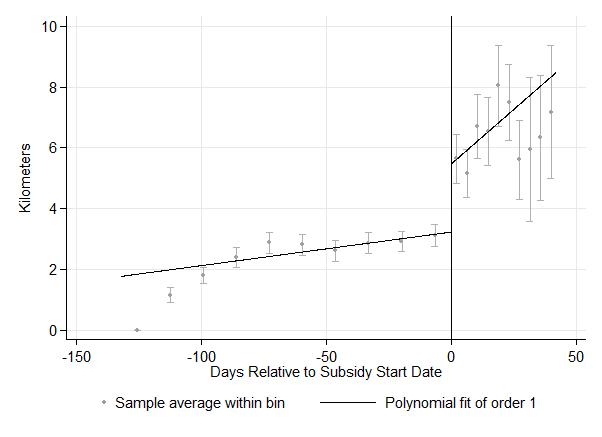 10
8
6
4
2
0
Kilometers
-150
-100
-50
0
50
Days Relative to Subsidy Start Date
Sample average within bin
Polynomial fit of order 1